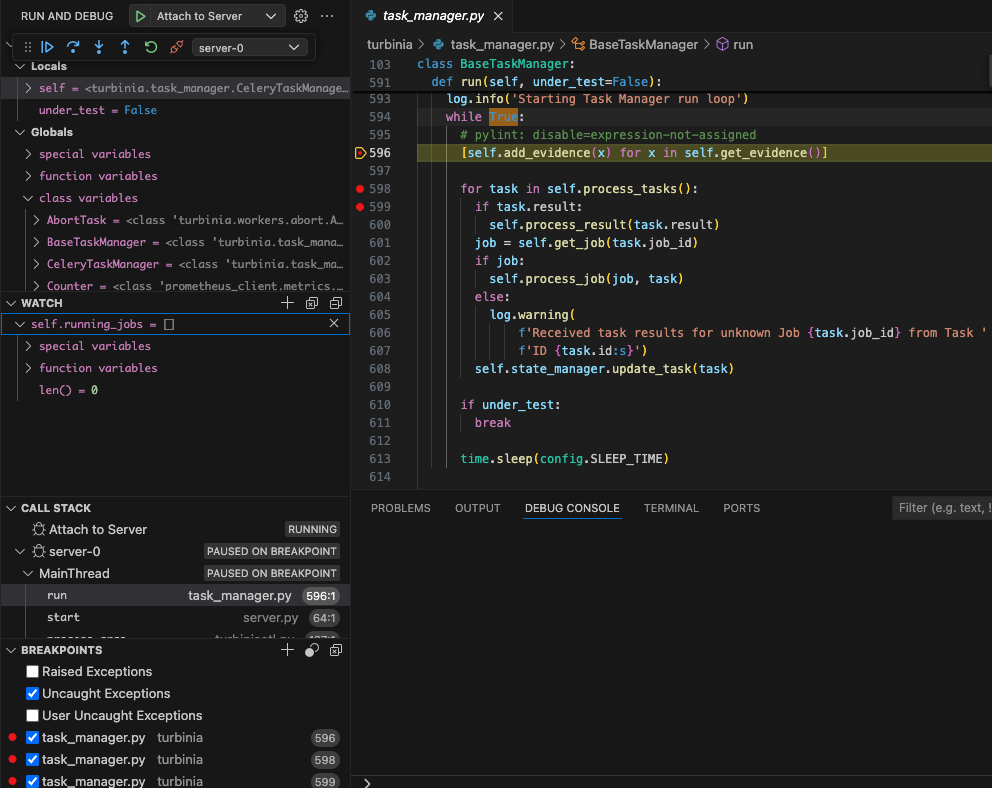 RUN AND DEBUG
Attach to Server
server-0
Locals
self = <turbinia.task_manager.CeleryTaskManage…
under_test = False
Globals
special variables
function variables
class variables
AbortTask = <class 'turbinia.workers.abort.A…
BaseTaskManager = <class 'turbinia.task_mana…
CeleryTaskManager = <class 'turbinia.task_ma…
Counter = <class 'prometheus_client.metrics.…
WATCH
self.running_jobs = []
special variables
function variables
len() = 0
CALL STACK
Attach to Server RUNNING
server-0 PAUSED ON BREAKPOINT
MainThread PAUSED ON BREAKPOINT
run task_manager.py 596:1
start server.py 64:1
BREAKPOINTS
Raised Exceptions
Uncaught Exceptions
User Uncaught Exceptions
task_manager.py turbinia 596
task_manager.py turbinia 598
task_manager.py turbinia 599
task_manager.py
turbinia > task_manager.py > BaseTaskManager > run
103 class BaseTaskManager:
591 def run(self, under_test=False):
593 log.info('Starting Task Manager run loop')
594 while True:
595 # pylint: disable=expression-not-assigned
596 [self.add_evidence(x) for x in self.get_evidence()]
597
598 for task in self.process_tasks():
599 if task.result:
600 self.process_result(task.result)
601 job = self.get_job(task.job_id)
602 if job:
603 self.process_job(job, task)
604 else:
605 log.warning(
606 f'Received task results for unknown Job {task.job_id} from Task '
607 f'ID {task.id:s}')
608 self.state_manager.update_task(task)
609
610 if under_test:
611 break
612
613 time.sleep(config.SLEEP_TIME)
614
PROBLEMS OUTPUT DEBUG CONSOLE TERMINAL PORTS
Filter (e.g. text, !